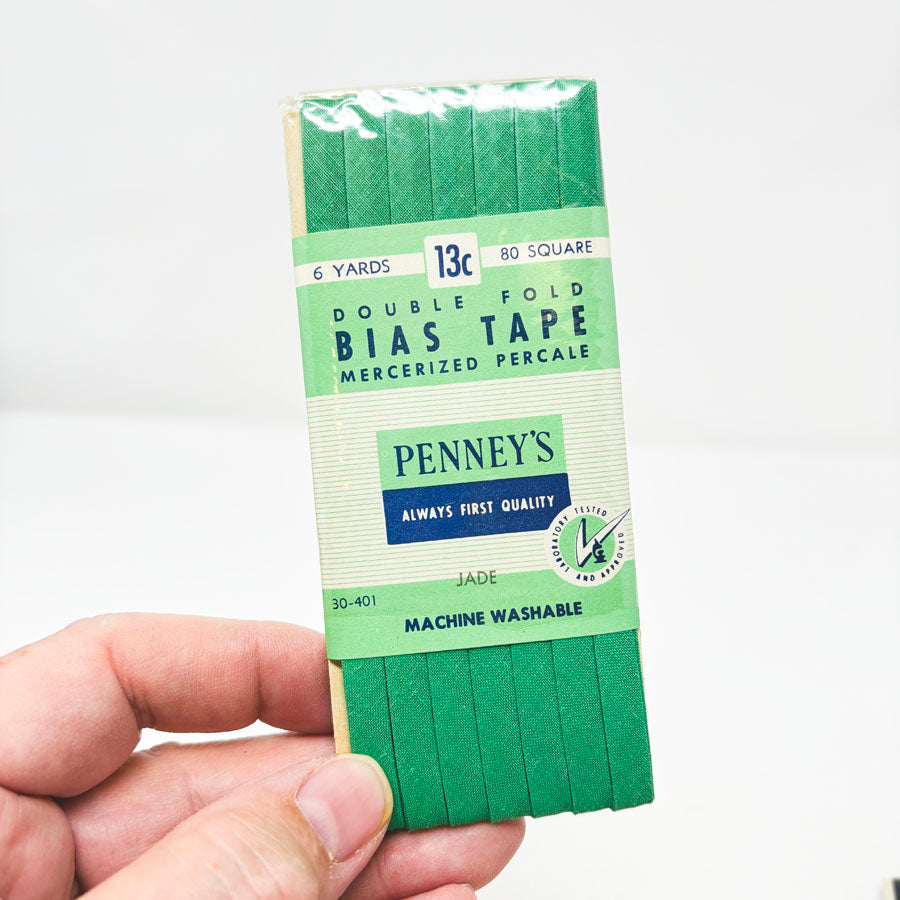 6 YARDS 13c 80 SQUARE
DOUBLE FOLD
BIAS TAPE
MERCERIZED PERCALE
PENNEY'S
ALWAYS FIRST QUALITY
LABORATORY TESTED
AND APPROVED
JADE
30-401
MACHINE WASHABLE